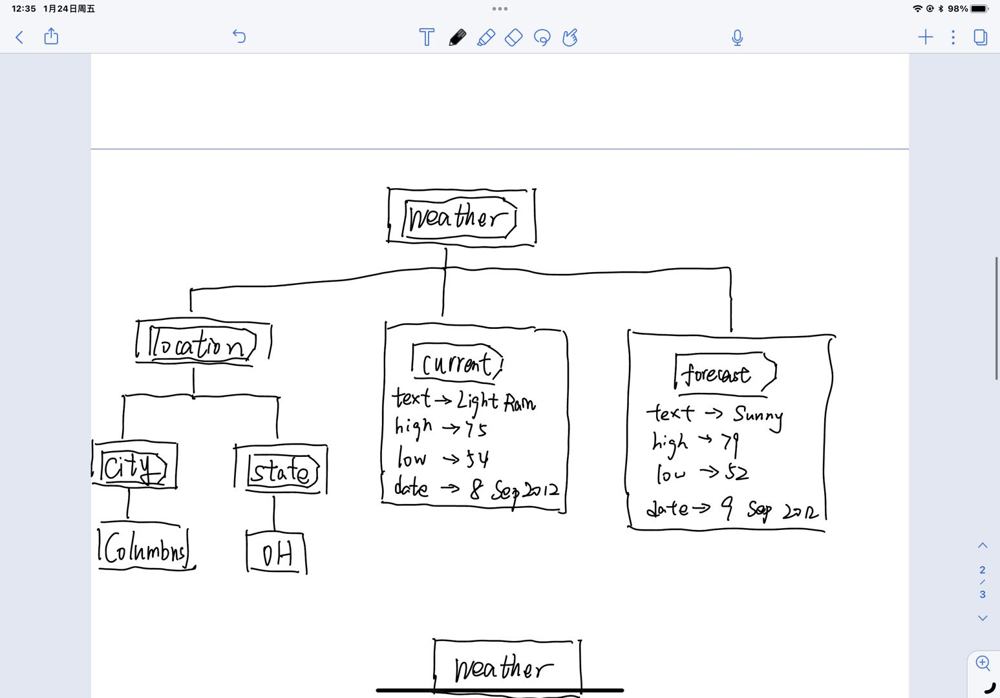 12:35 1月24日周五
98%
weather
location
current
text → Light Rain
high → 75
low → 54
date → 8 Sep 2012
forecast
text → Sunny
high → 79
low → 52
date → 9 Sep 2012
city
state
Columbus
OH
2
/
3
weather